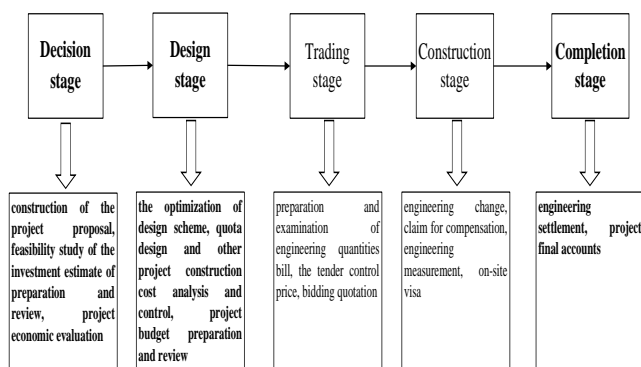 Decision
stage
Design
stage
Trading
stage
Construction
stage
Completion
stage
construction of the
project proposal,
feasibility study of the
investment estimate of
preparation and
review, project
economic evaluation
the optimization of
design scheme, quota
design and other
project construction
cost analysis and
control, project
budget preparation
and review
preparation and
examination of
engineering quantities
bill, the tender control
price, bidding quotation
engineering change,
claim for compensation,
engineering
measurement, on-site
visa
engineering
settlement, project
final accounts